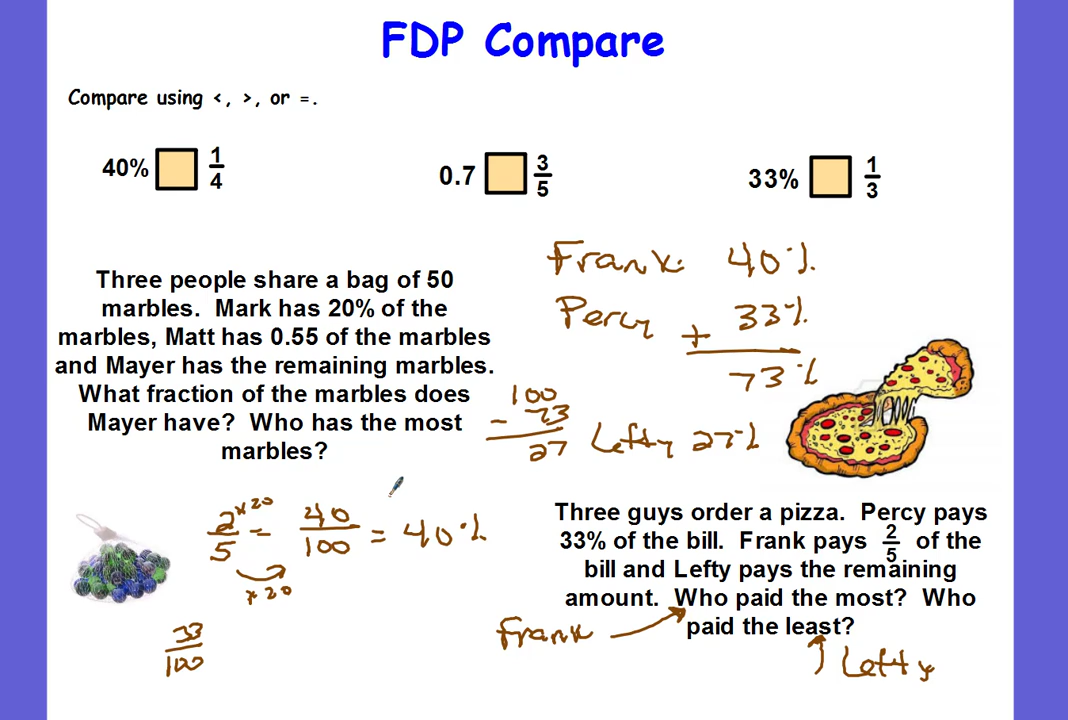 FDP Compare
Compare using <, >, or =.
40% 1/4
0.7 3/5
33% 1/3
Three people share a bag of 50
marbles. Mark has 20% of the
marbles, Matt has 0.55 of the marbles
and Mayer has the remaining marbles.
What fraction of the marbles does
Mayer have? Who has the most
marbles?
Frank: 40%
Percy + 33%
73%
100
- 73
27
Lefty 27%
2/5 x20 = 40/100 = 40%
x20
33/100
Three guys order a pizza. Percy pays
33% of the bill. Frank pays 2/5 of the
bill and Lefty pays the remaining
amount. Who paid the most? Who
paid the least?
Frank
Lefty